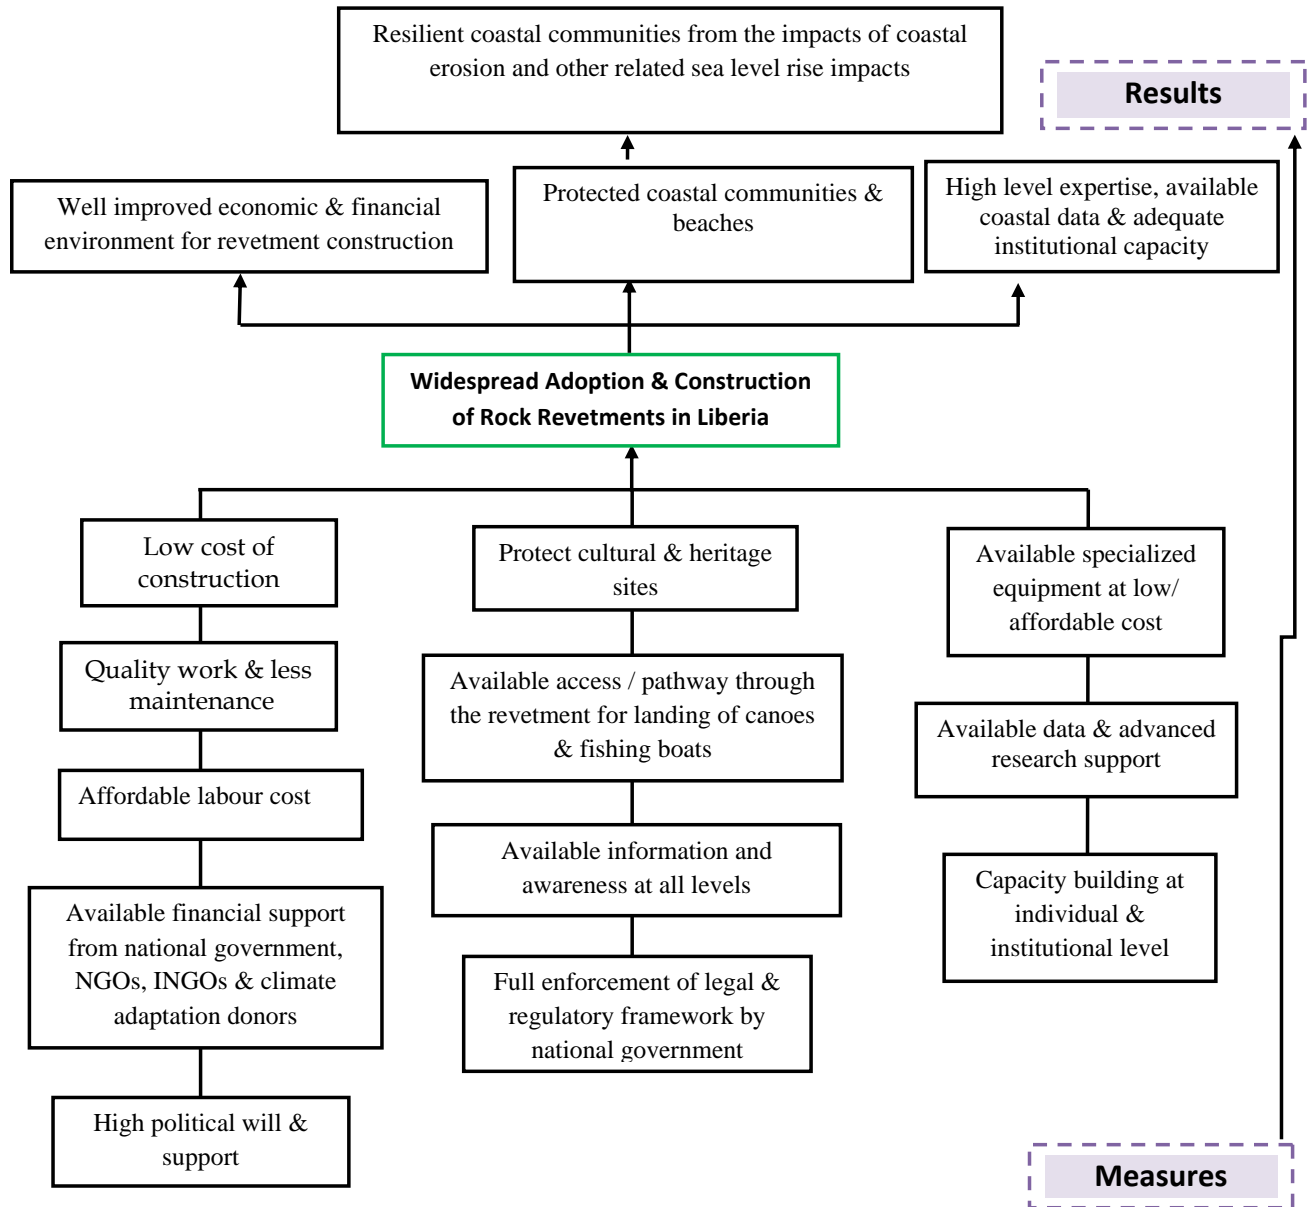 Resilient coastal communities from the impacts of coastal
erosion and other related sea level rise impacts
Results
Well improved economic & financial
environment for revetment construction
Protected coastal communities &
beaches
High level expertise, available
coastal data & adequate
institutional capacity
Widespread Adoption & Construction
of Rock Revetments in Liberia
Low cost of
construction
Quality work & less
maintenance
Affordable labour cost
Available financial support
from national government,
NGOs, INGOs & climate
adaptation donors
High political will &
support
Protect cultural & heritage
sites
Available access / pathway through
the revetment for landing of canoes
& fishing boats
Available information and
awareness at all levels
Full enforcement of legal &
regulatory framework by
national government
Available specialized
equipment at low/
affordable cost
Available data & advanced
research support
Capacity building at
individual &
institutional level
Measures